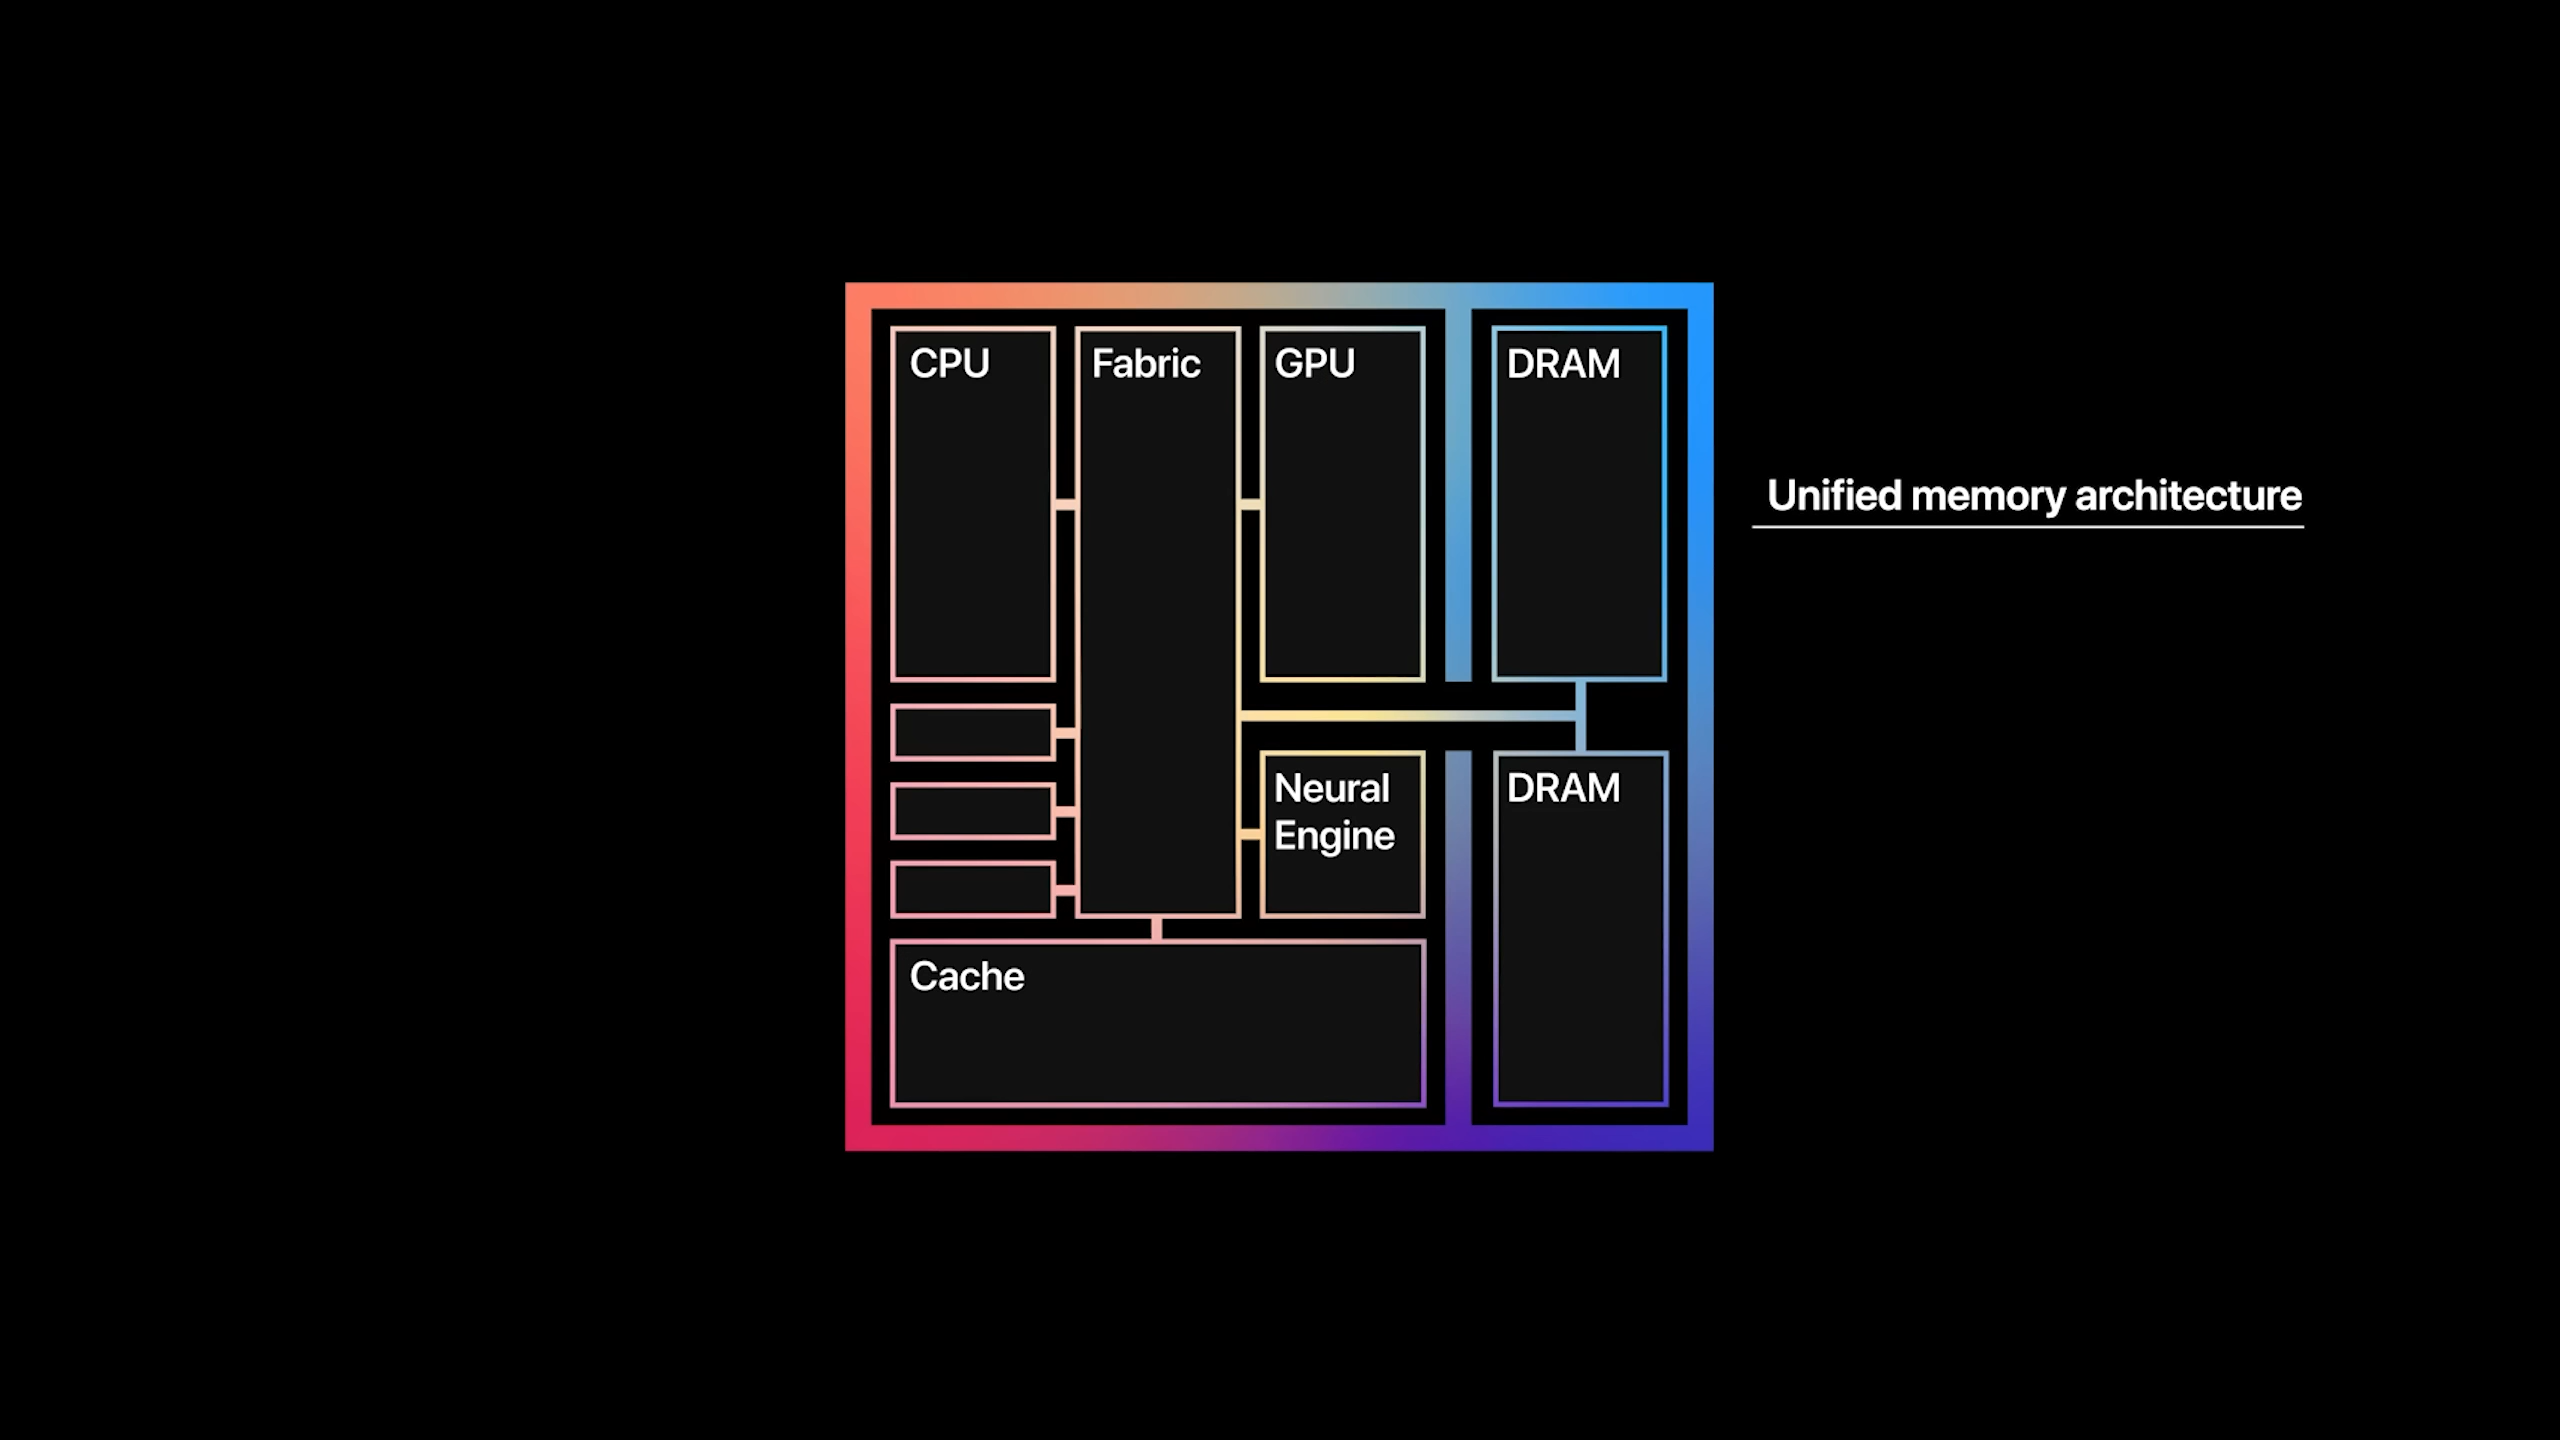 CPU
Fabric
GPU
DRAM
Unified memory architecture
Neural
Engine
DRAM
Cache